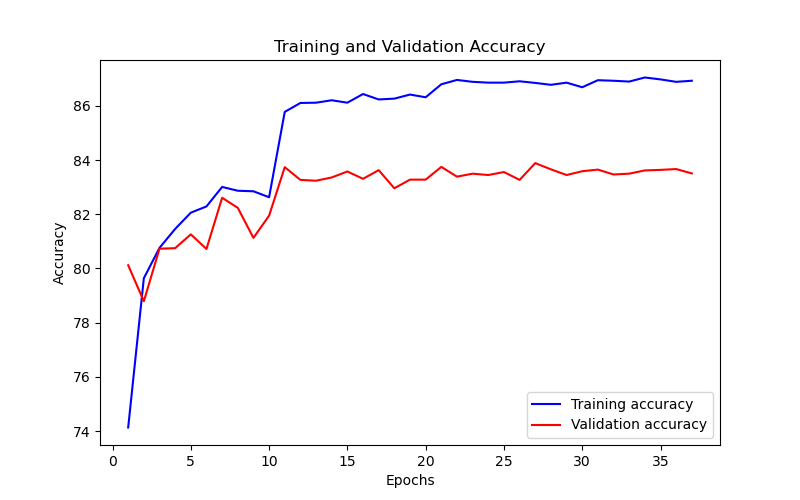 Training and Validation Accuracy
Accuracy
86
84
82
80
78
76
74
0 5 10 15 20 25 30 35
Epochs
Training accuracy
Validation accuracy